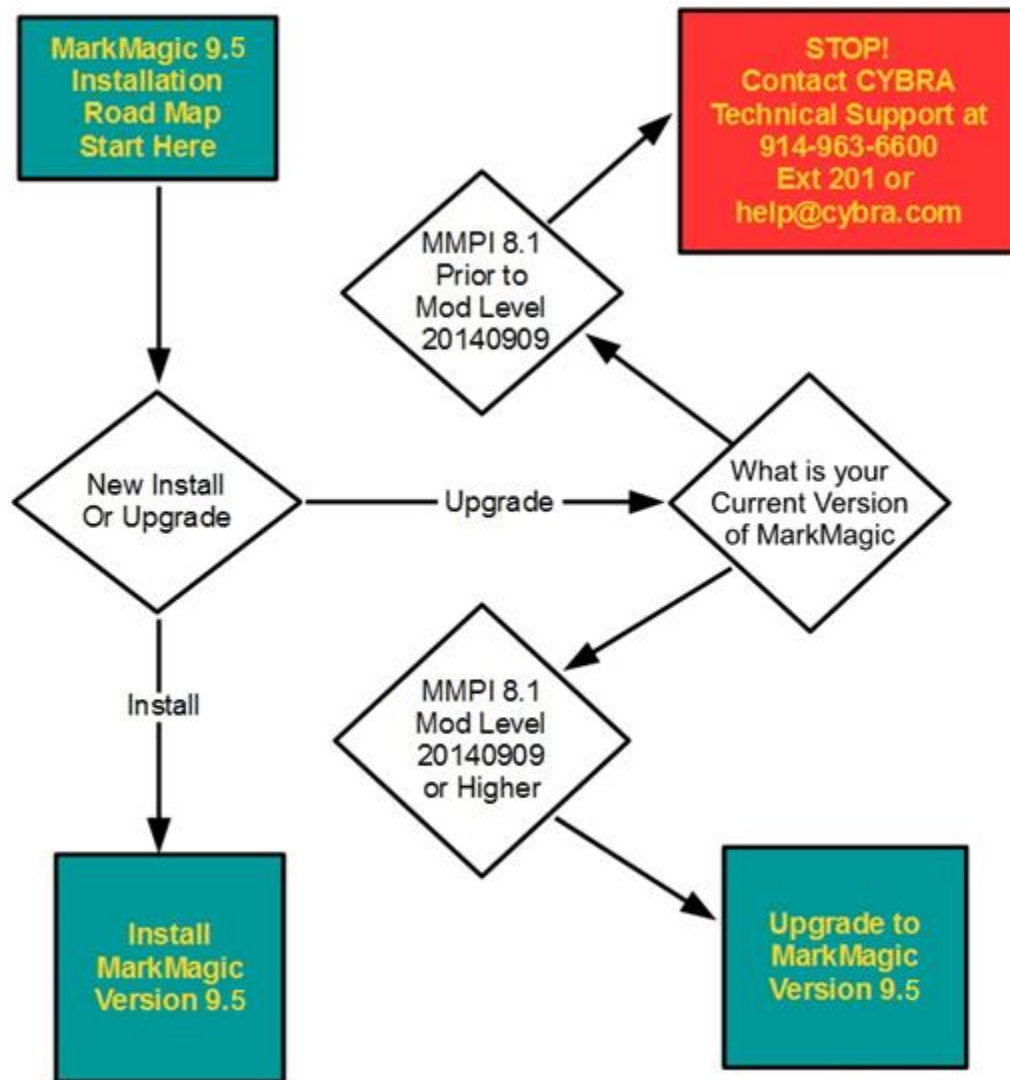 MarkMagic 9.5
Installation
Road Map
Start Here
STOP!
Contact CYBRA
Technical Support at
914-963-6600
Ext 201 or
help@cybra.com
MMPI 8.1
Prior to
Mod Level
20140909
New Install
Or Upgrade
Upgrade
What is your
Current Version
of MarkMagic
Install
MMPI 8.1
Mod Level
20140909
or Higher
Install
MarkMagic
Version 9.5
Upgrade to
MarkMagic
Version 9.5